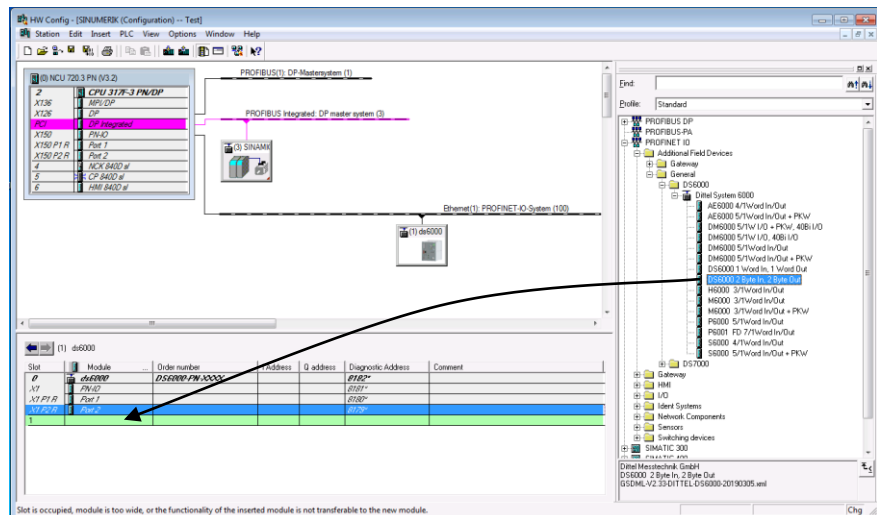 HW Config - [SINUMERIK (Configuration) -- Test]
Station Edit Insert PLC View Options Window Help
(0) NCU 720.3 PN (V3.2)
2 CPU 317F-3 PN/DP
X136 MPI/DP
X126 DP
PCI DP Integrated
X150 PN-IO
X150 P1 R Port 1
X150 P2 R Port 2
4 NCK 840D sl
5 CP 840D sl
6 HMI 840D sl
PROFIBUS(1): DP-Mastersystem (1)
PROFIBUS Integrated: DP master system (3)
(3) SINAMI
Ethernet(1): PROFINET-IO-System (100)
(1) ds6000
Find:
Profile: Standard
PROFIBUS DP
PROFIBUS-PA
PROFINET IO
Additional Field Devices
Gateway
General
DS6000
Dittel System 6000
AE6000 4/1Word In/Out
AE6000 5/1Word In/Out + PKW
DM6000 5/1W I/O + PKW, 40Bi I/O
DM6000 5/1W I/O, 40Bi I/O
DM6000 5/1Word In/Out
DM6000 5/1Word In/Out + PKW
DS6000 1 Word In, 1 Word Out
DS6000 2 Byte In, 2 Byte Out
H6000 3/1Word In/Out
M6000 3/1Word In/Out
M6000 3/1Word In/Out + PKW
P6000 5/1Word In/Out
P6001 FD 7/1Word In/Out
S6000 4/1Word In/Out
S6000 5/1Word In/Out + PKW
DS7000
Gateway
HMI
I/O
Ident Systems
Network Components
Sensors
Switching devices
SIMATIC 300
(1) ds6000
Slot Module ... Order number I Address Q address Diagnostic Address Comment
0 ds6000 DS6000-PN-XXXX 8182*
X1 PN-IO 8181*
X1 P1 R Port 1 8180*
X1 P2 R Port 2 8179*
1
Dittel Messtechnik GmbH
DS6000 2 Byte In, 2 Byte Out
GSDML-V2.33-DITTEL-DS6000-20190305.xml
Slot is occupied, module is too wide, or the functionality of the inserted module is not transferable to the new module.
Chg